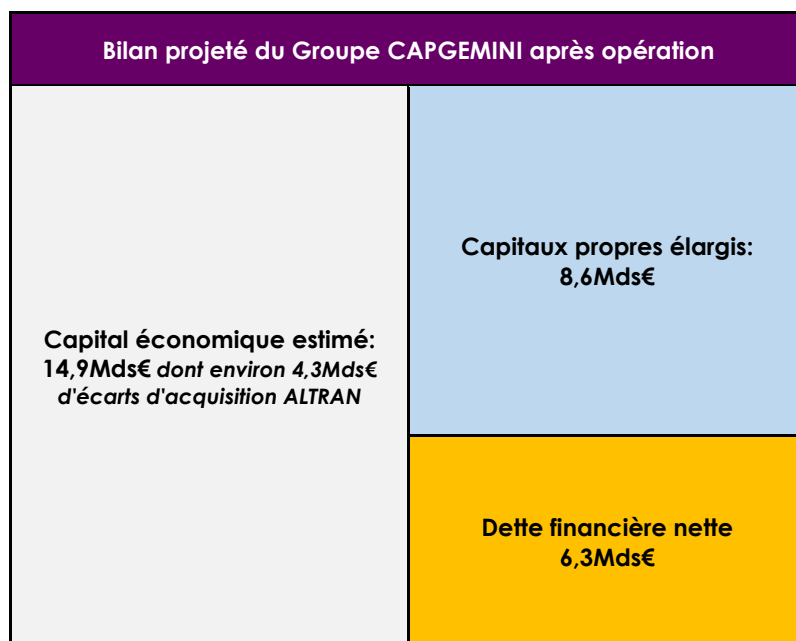 Bilan projeté du Groupe CAPGEMINI après opération
Capital économique estimé:
14,9Mds€ dont environ 4,3Mds€
d'écarts d'acquisition ALTRAN
Capitaux propres élargis:
8,6Mds€
Dette financière nette
6,3Mds€